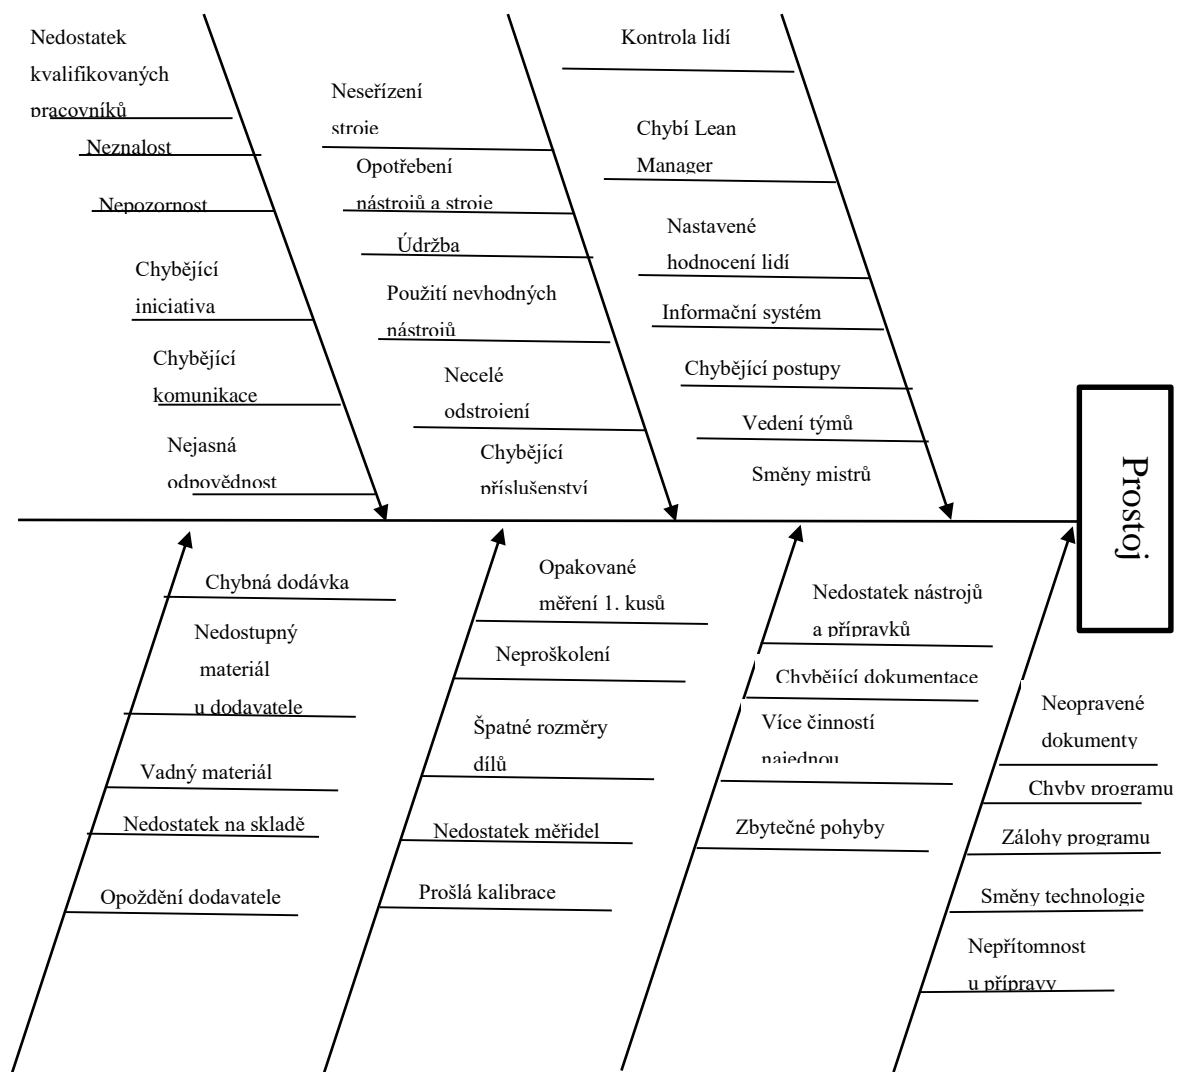 Nedostatek
kvalifikovaných
pracovníků
Neznalost
Nepozornost
Chybějící
iniciativa
Chybějící
komunikace
Nejasná
odpovědnost
Neseřízení
stroje
Opotřebení
nástrojů a stroje
Údržba
Použití nevhodných
nástrojů
Necelé
odstrojení
Chybějící
příslušenství
Kontrola lidí
Chybí Lean
Manager
Nastavené
hodnocení lidí
Informační systém
Chybějící postupy
Vedení týmů
Směny mistrů
Prostoj
Chybná dodávka
Nedostupný
materiál
u dodavatele
Vadný materiál
Nedostatek na skladě
Opoždění dodavatele
Opakované
měření 1. kusů
Neproškolení
Špatné rozměry
dílů
Nedostatek měřidel
Prošlá kalibrace
Nedostatek nástrojů
a přípravků
Chybějící dokumentace
Více činností
najednou
Zbytečné pohyby
Neopravené
dokumenty
Chyby programu
Zálohy programu
Směny technologie
Nepřítomnost
u přípravy